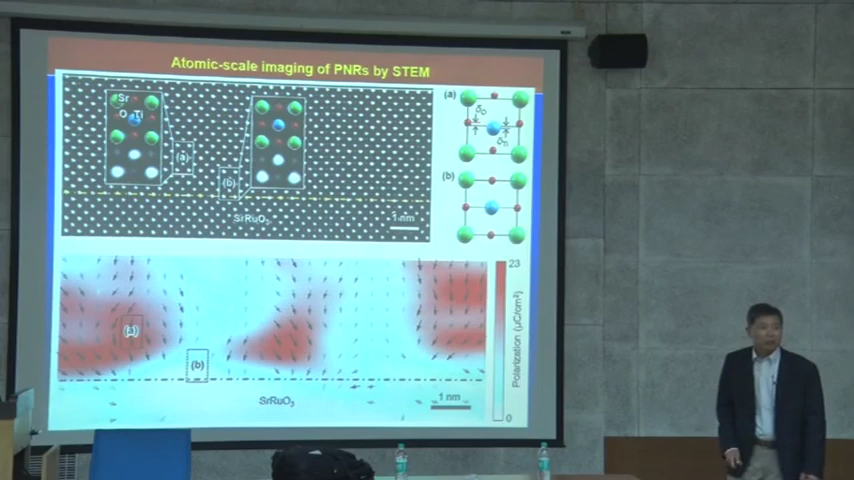 Atomic-scale imaging of PNRs by STEM
Sr
O Ti
(a)
(b)
SrRuO3
1 nm
(a)
δO
δTi
(b)
(b)
SrRuO3
1 nm
23
Polarization (μC/cm²)
0